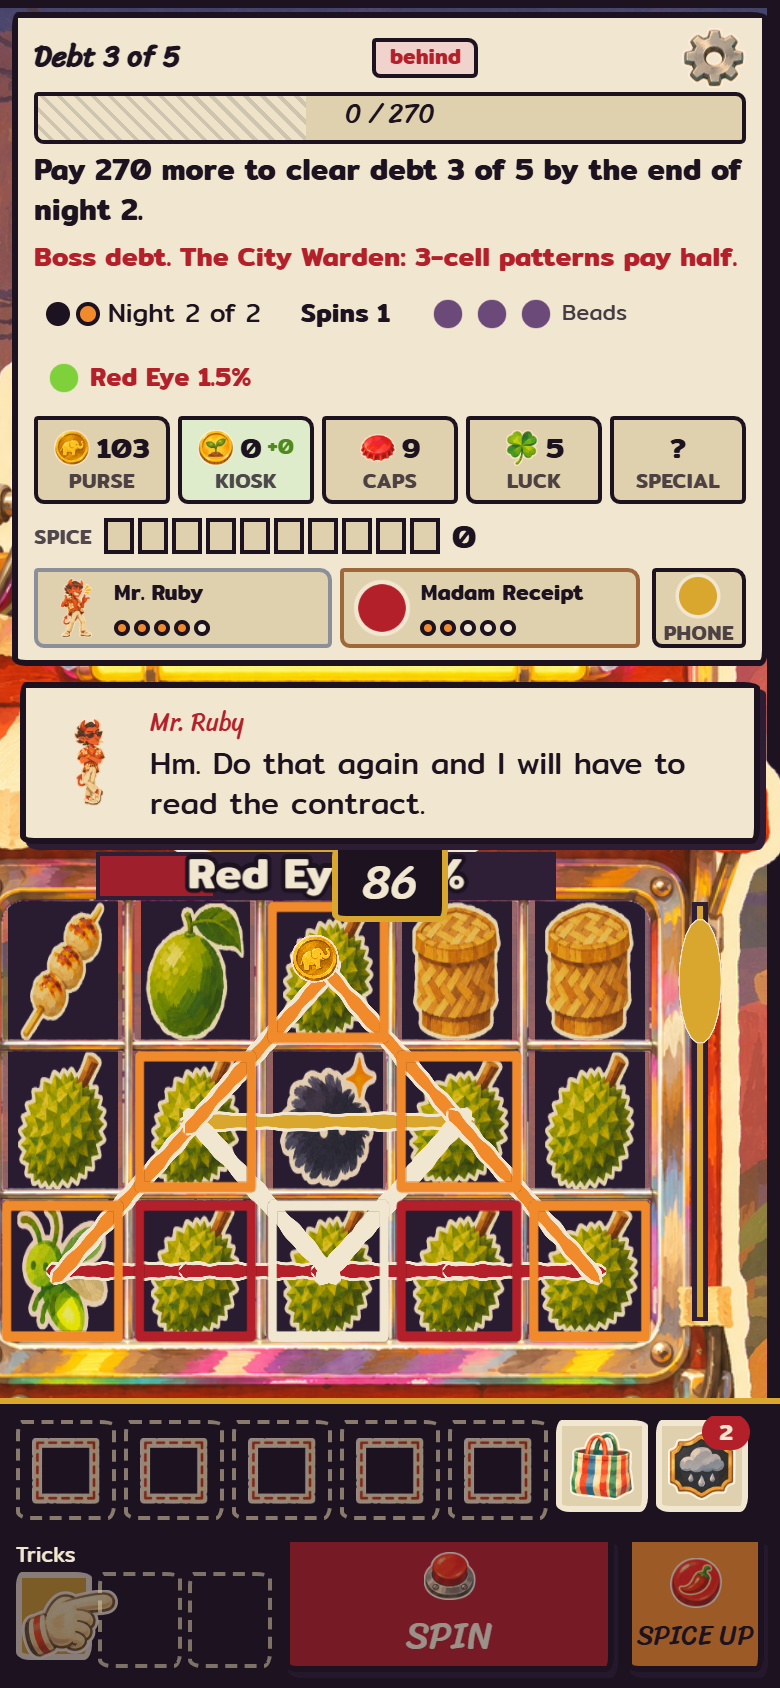 Debt 3 of 5
behind
0 / 270
Pay 270 more to clear debt 3 of 5 by the end of
night 2.
Boss debt. The City Warden: 3-cell patterns pay half.
Night 2 of 2
Spins 1
Beads
Red Eye 1.5%
103
PURSE
0 +0
KIOSK
9
CAPS
5
LUCK
?
SPECIAL
SPICE
0
Mr. Ruby
Madam Receipt
PHONE
Mr. Ruby
Hm. Do that again and I will have to
read the contract.
Red Ey
%
86
2
Tricks
SPIN
SPICE UP